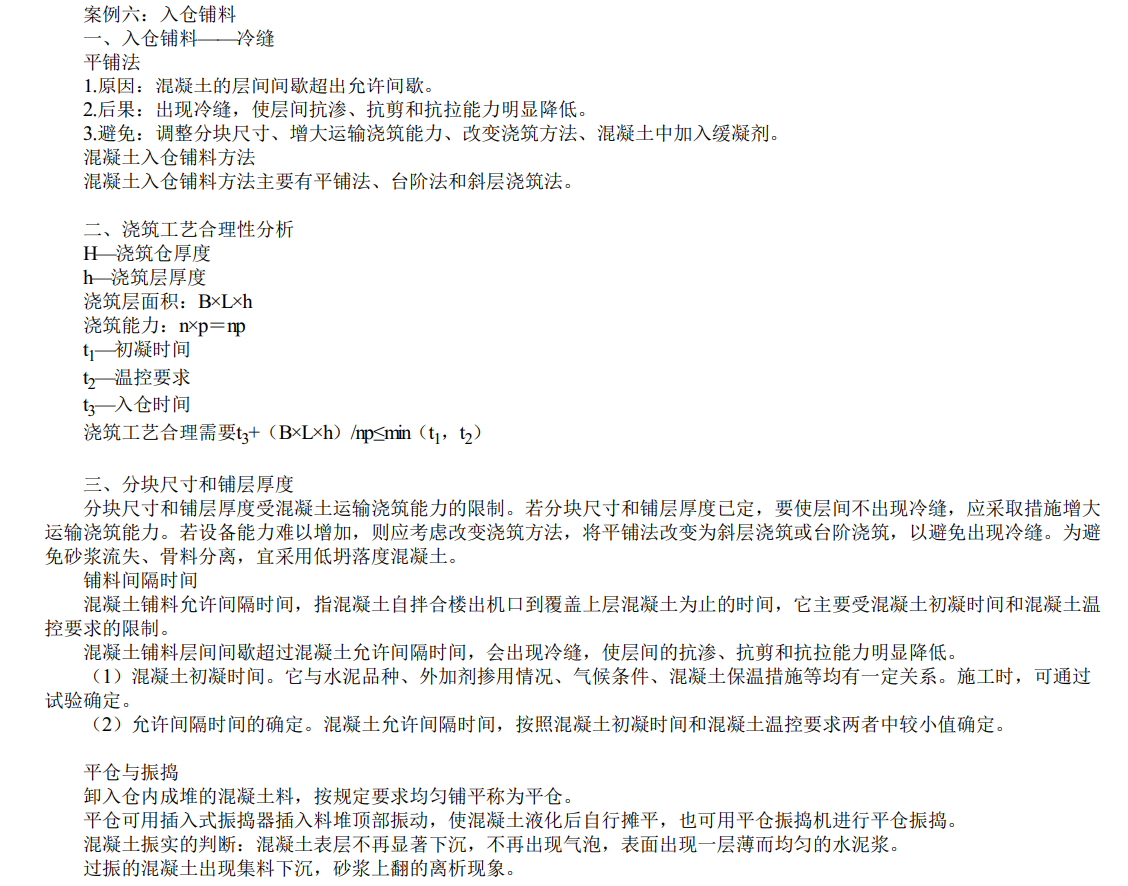 案例六：入仓铺料
一、入仓铺料——冷缝
平铺法
1.原因：混凝土的层间间歇超出允许间歇。
2.后果：出现冷缝，使层间抗渗、抗剪和抗拉能力明显降低。
3.避免：调整分块尺寸、增大运输浇筑能力、改变浇筑方法、混凝土中加入缓凝剂。
混凝土入仓铺料方法
混凝土入仓铺料方法主要有平铺法、台阶法和斜层浇筑法。
二、浇筑工艺合理性分析
H—浇筑仓厚度
h—浇筑层厚度
浇筑层面积：B×L×h
浇筑能力：n×p＝np
t1—初凝时间
t2—温控要求
t3—入仓时间
浇筑工艺合理需要t3+（B×L×h）/np≤min（t1，t2）
三、分块尺寸和铺层厚度
分块尺寸和铺层厚度受混凝土运输浇筑能力的限制。若分块尺寸和铺层厚度已定，要使层间不出现冷缝，应采取措施增大
运输浇筑能力。若设备能力难以增加，则应考虑改变浇筑方法，将平铺法改变为斜层浇筑或台阶浇筑，以避免出现冷缝。为避
免砂浆流失、骨料分离，宜采用低坍落度混凝土。
铺料间隔时间
混凝土铺料允许间隔时间，指混凝土自拌合楼出机口到覆盖上层混凝土为止的时间，它主要受混凝土初凝时间和混凝土温
控要求的限制。
混凝土铺料层间间歇超过混凝土允许间隔时间，会出现冷缝，使层间的抗渗、抗剪和抗拉能力明显降低。
（1）混凝土初凝时间。它与水泥品种、外加剂掺用情况、气候条件、混凝土保温措施等均有一定关系。施工时，可通过
试验确定。
（2）允许间隔时间的确定。混凝土允许间隔时间，按照混凝土初凝时间和混凝土温控要求两者中较小值确定。
平仓与振捣
卸入仓内成堆的混凝土料，按规定要求均匀铺平称为平仓。
平仓可用插入式振捣器插入料堆顶部振动，使混凝土液化后自行摊平，也可用平仓振捣机进行平仓振捣。
混凝土振实的判断：混凝土表层不再显著下沉，不再出现气泡，表面出现一层薄而均匀的水泥浆。
过振的混凝土出现集料下沉，砂浆上翻的离析现象。